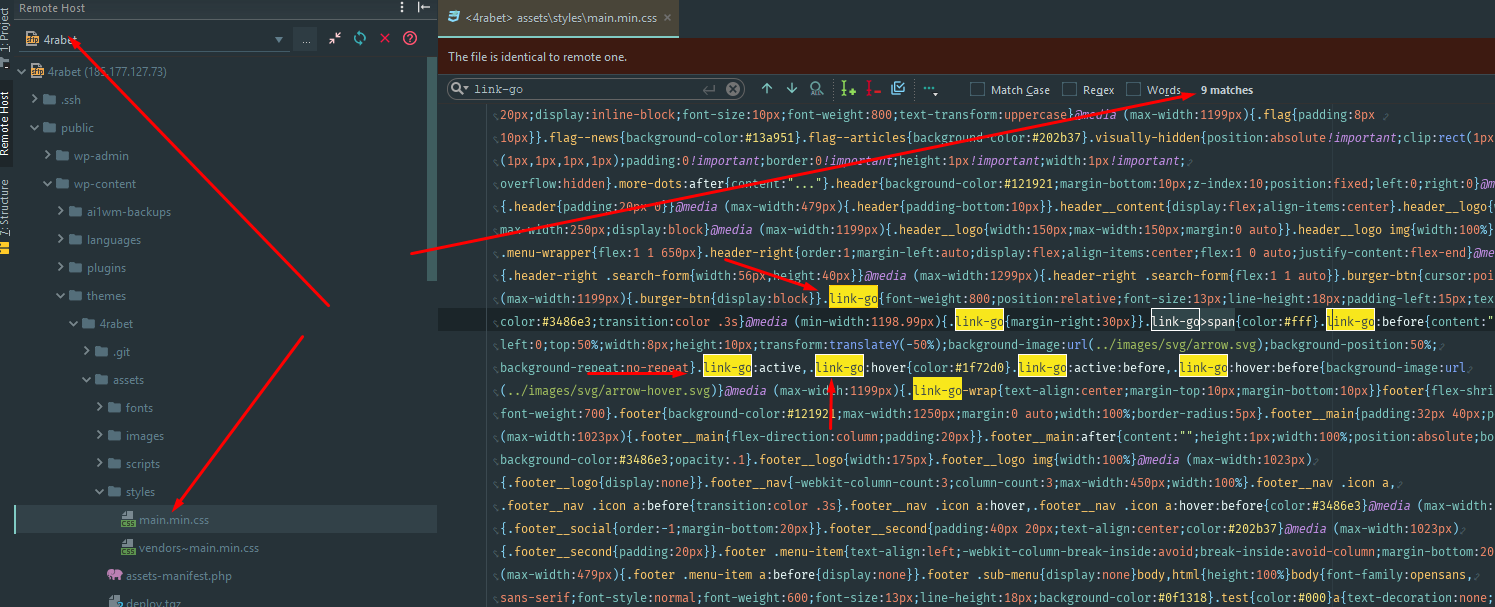 Remote Host
1: Project
Remote Host
7: Structure
4rabet
4rabet (185.177.127.73)
.ssh
public
wp-admin
wp-content
ai1wm-backups
languages
plugins
themes
4rabet
.git
assets
fonts
images
scripts
styles
main.min.css
vendors~main.min.css
assets-manifest.php
deploy.tgz
<4rabet> assets\styles\main.min.css
The file is identical to remote one.
link-go
Match Case
Regex
Words
9 matches
20px;display:inline-block;font-size:10px;font-weight:800;text-transform:uppercase}@media (max-width:1199px){.flag{padding:8px
10px}}.flag--news{background-color:#13a951}.flag--articles{background-color:#202b37}.visually-hidden{position:absolute!important;clip:rect(1px
(1px,1px,1px,1px);padding:0!important;border:0!important;height:1px!important;width:1px!important;
overflow:hidden}.more-dots:after{content:"..."}.header{background-color:#121921;margin-bottom:10px;z-index:10;position:fixed;left:0;right:0}@m
{.header{padding:20px 0}}@media (max-width:479px){.header{padding-bottom:10px}}.header__content{display:flex;align-items:center}.header__logo{
max-width:250px;display:block}@media (max-width:1199px){.header__logo{width:150px;max-width:150px;margin:0 auto}}.header__logo img{width:100%}
.menu-wrapper{flex:1 1 650px}.header-right{order:1;margin-left:auto;display:flex;align-items:center;flex:1 0 auto;justify-content:flex-end}@me
{.header-right .search-form{width:56px;height:40px}}@media (max-width:1299px){.header-right .search-form{flex:1 1 auto}}.burger-btn{cursor:poi
(max-width:1199px){.burger-btn{display:block}}.link-go{font-weight:800;position:relative;font-size:13px;line-height:18px;padding-left:15px;tex
color:#3486e3;transition:color .3s}@media (min-width:1198.99px){.link-go{margin-right:30px}}.link-go>span{color:#fff}.link-go:before{content:"
left:0;top:50%;width:8px;height:10px;transform:translateY(-50%);background-image:url(../images/svg/arrow.svg);background-position:50%;
background-repeat:no-repeat}.link-go:active,.link-go:hover{color:#1f72d0}.link-go:active:before,.link-go:hover:before{background-image:url
(../images/svg/arrow-hover.svg)}@media (max-width:1199px){.link-go-wrap{text-align:center;margin-top:10px;margin-bottom:10px}}footer{flex-shri
font-weight:700}.footer{background-color:#121921;max-width:1250px;margin:0 auto;width:100%;border-radius:5px}.footer__main{padding:32px 40px;p
(max-width:1023px){.footer__main{flex-direction:column;padding:20px}}.footer__main:after{content:"";height:1px;width:100%;position:absolute;bo
background-color:#3486e3;opacity:.1}.footer__logo{width:175px}.footer__logo img{width:100%}@media (max-width:1023px)
{.footer__logo{display:none}}.footer__nav{-webkit-column-count:3;column-count:3;max-width:450px;width:100%}.footer__nav .icon a,
.footer__nav .icon a:before{transition:color .3s}.footer__nav .icon a:hover,.footer__nav .icon a:hover:before{color:#3486e3}@media (max-width:
{.footer__social{order:-1;margin-bottom:20px}}.footer__second{padding:40px 20px;text-align:center;color:#202b37}@media (max-width:1023px)
{.footer__second{padding:20px}}.footer .menu-item{text-align:left;-webkit-column-break-inside:avoid;break-inside:avoid-column;margin-bottom:20
(max-width:479px){.footer .menu-item a:before{display:none}}.footer .sub-menu{display:none}body,html{height:100%}body{font-family:opensans,
sans-serif;font-style:normal;font-weight:600;font-size:13px;line-height:18px;background-color:#0f1318}.test{color:#000}a{text-decoration:none;